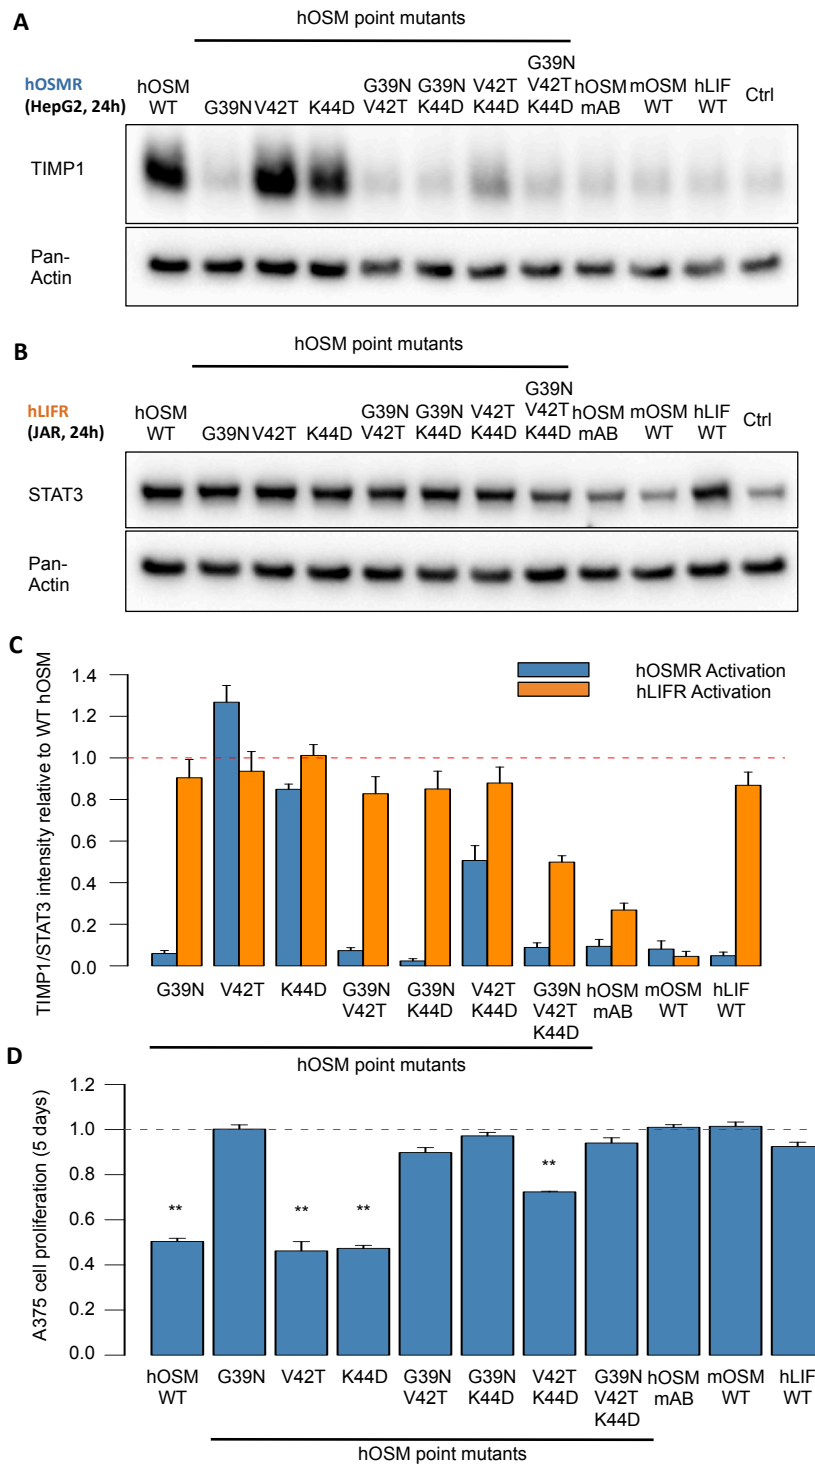 A
hOSM point mutants
hOSMR
(HepG2, 24h)
hOSM
WT
G39N
V42T
K44D
G39N
V42T
G39N
K44D
V42T
K44D
G39N
V42T
K44D
hOSM
mAB
mOSM
WT
hLIF
WT
Ctrl
TIMP1
Pan-
Actin
B
hOSM point mutants
hLIFR
(JAR, 24h)
hOSM
WT
G39N
V42T
K44D
G39N
V42T
G39N
K44D
V42T
K44D
G39N
V42T
K44D
hOSM
mAB
mOSM
WT
hLIF
WT
Ctrl
STAT3
Pan-
Actin
C
TIMP1/STAT3 intensity relative to WT hOSM
1.4
1.2
1.0
0.8
0.6
0.4
0.2
0.0
hOSMR Activation
hLIFR Activation
G39N
V42T
K44D
G39N
V42T
G39N
K44D
V42T
K44D
G39N
V42T
K44D
hOSM
mAB
mOSM
WT
hLIF
WT
hOSM point mutants
D
A375 cell proliferation (5 days)
1.2
1.0
0.8
0.6
0.4
0.2
0.0
**
**
**
**
hOSM
WT
G39N
V42T
K44D
G39N
V42T
G39N
K44D
V42T
K44D
G39N
V42T
K44D
hOSM
mAB
mOSM
WT
hLIF
WT
hOSM point mutants